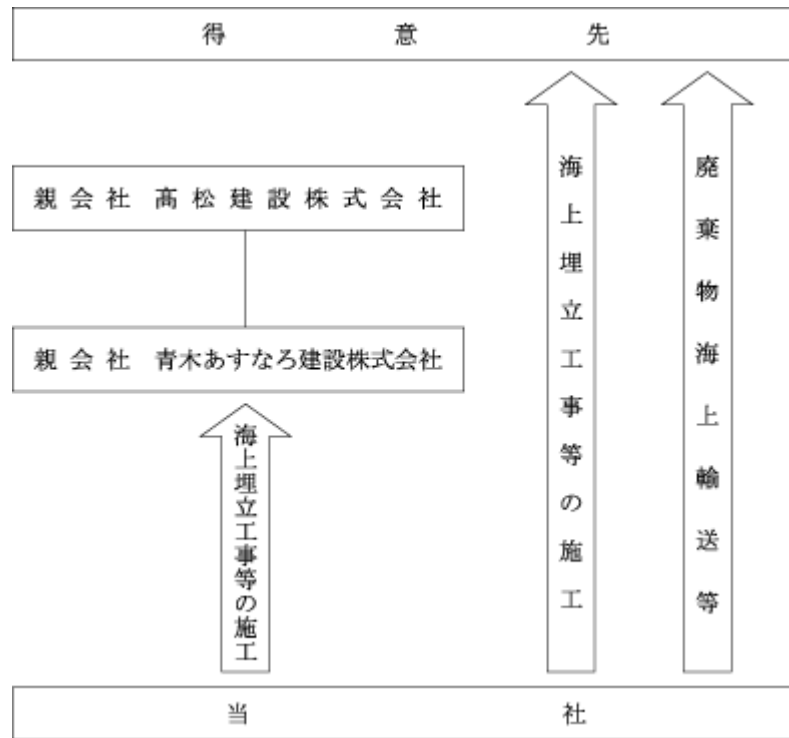 得意先
親会社 髙松建設株式会社
親会社 青木あすなろ建設株式会社
海上埋立工事等の施工
海上埋立工事等の施工
廃棄物海上輸送等
当社